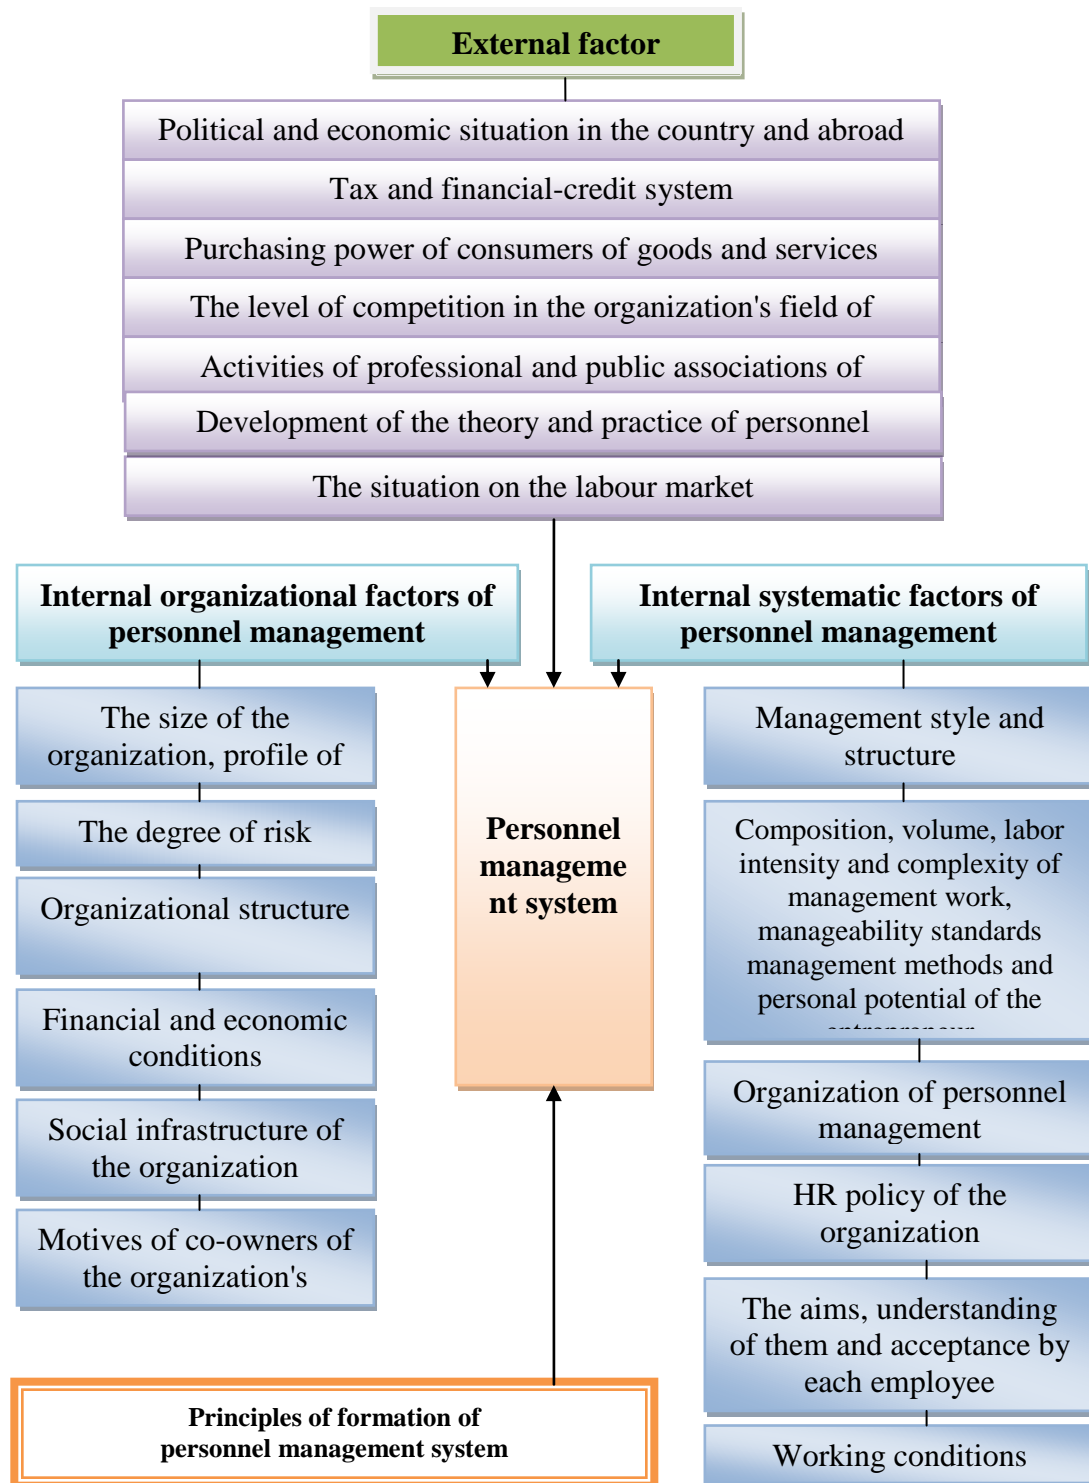 External factor
Political and economic situation in the country and abroad
Tax and financial-credit system
Purchasing power of consumers of goods and services
The level of competition in the organization's field of
Activities of professional and public associations of
Development of the theory and practice of personnel
The situation on the labour market
Internal organizational factors of
personnel management
The size of the
organization, profile of
The degree of risk
Organizational structure
Financial and economic
conditions
Social infrastructure of
the organization
Motives of co-owners of
the organization's
Personnel
manageme
nt system
Internal systematic factors of
personnel management
Management style and
structure
Composition, volume, labor
intensity and complexity of
management work,
manageability standards
management methods and
personal potential of the
Organization of personnel
management
HR policy of the
organization
The aims, understanding
of them and acceptance by
each employee
Working conditions
Principles of formation of
personnel management system